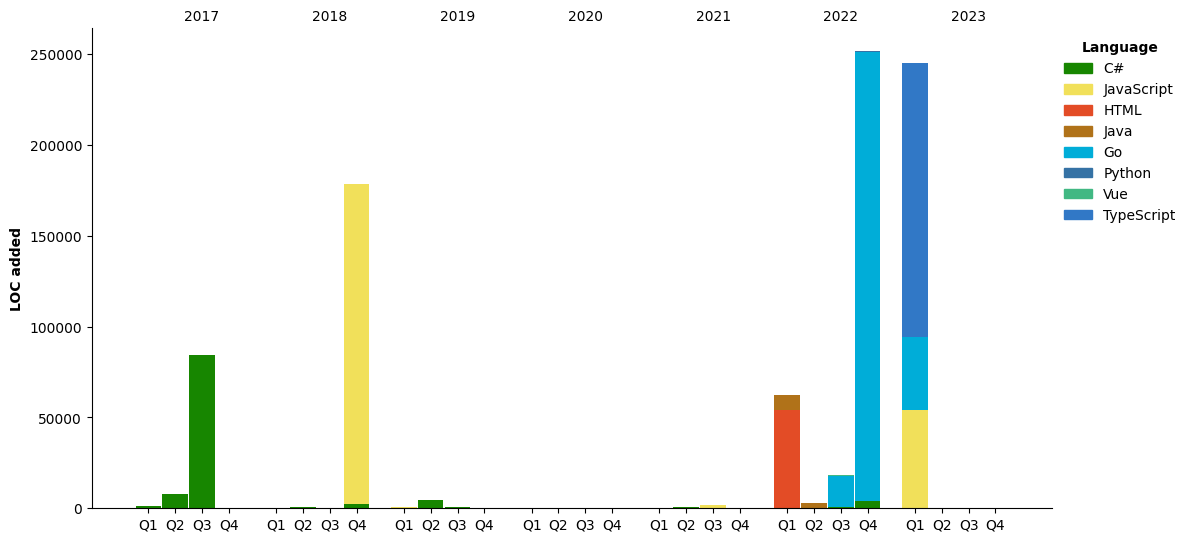 2017 2018 2019 2020 2021 2022 2023
LOC added
250000
200000
150000
100000
50000
0
Q1 Q2 Q3 Q4 Q1 Q2 Q3 Q4 Q1 Q2 Q3 Q4 Q1 Q2 Q3 Q4 Q1 Q2 Q3 Q4 Q1 Q2 Q3 Q4 Q1 Q2 Q3 Q4
Language
C#
JavaScript
HTML
Java
Go
Python
Vue
TypeScript